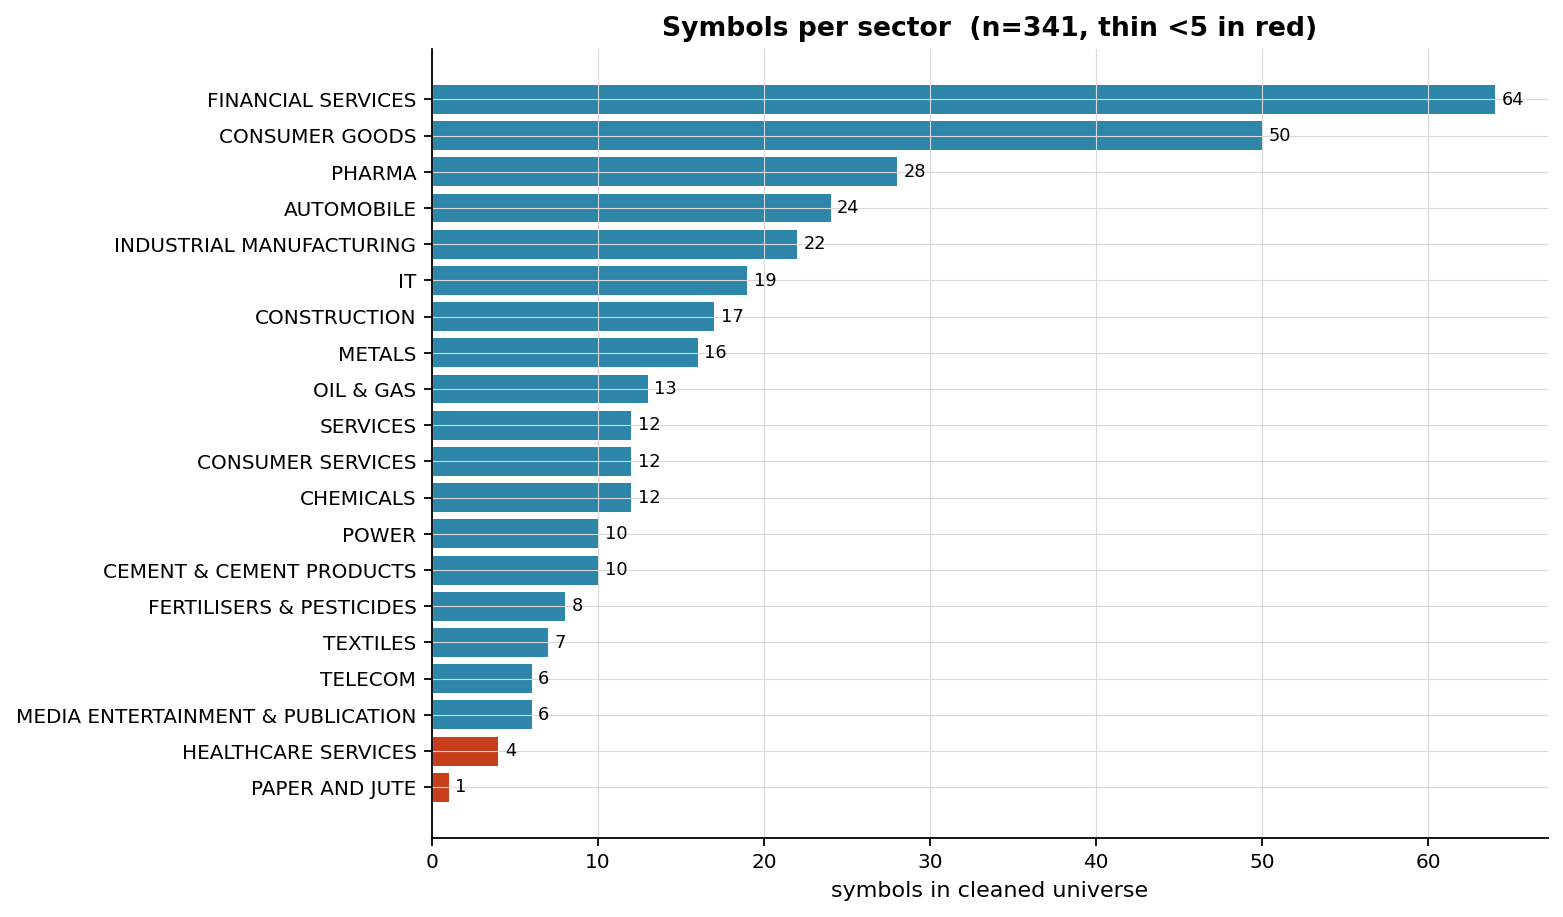 Symbols per sector  (n=341, thin <5 in red)
FINANCIAL SERVICES 64
CONSUMER GOODS 50
PHARMA 28
AUTOMOBILE 24
INDUSTRIAL MANUFACTURING 22
IT 19
CONSTRUCTION 17
METALS 16
OIL & GAS 13
SERVICES 12
CONSUMER SERVICES 12
CHEMICALS 12
POWER 10
CEMENT & CEMENT PRODUCTS 10
FERTILISERS & PESTICIDES 8
TEXTILES 7
TELECOM 6
MEDIA ENTERTAINMENT & PUBLICATION 6
HEALTHCARE SERVICES 4
PAPER AND JUTE 1
0 10 20 30 40 50 60
symbols in cleaned universe